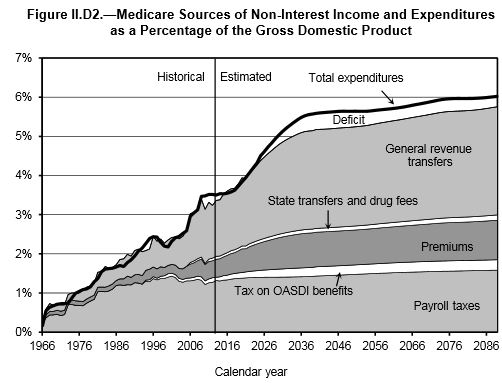 Figure II.D2.—Medicare Sources of Non-Interest Income and Expenditures
as a Percentage of the Gross Domestic Product
7%
Historical
Estimated
Total expenditures
6%
Deficit
5%
General revenue
transfers
4%
State transfers and drug fees
3%
Premiums
2%
Tax on OASDI benefits
1%
Payroll taxes
0%
1966 1976 1986 1996 2006 2016 2026 2036 2046 2056 2066 2076 2086
Calendar year